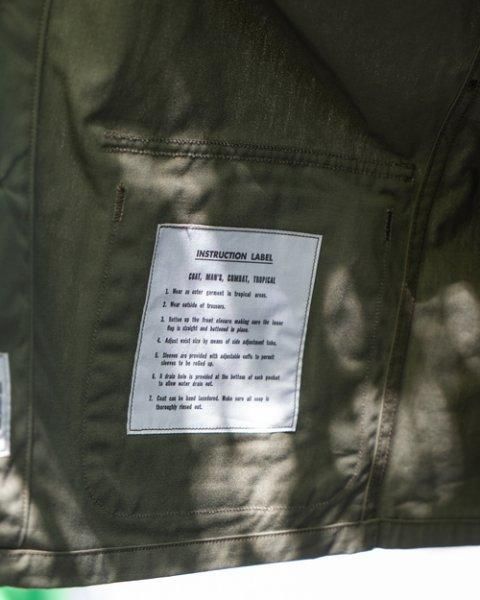 INSTRUCTION LABEL
COAT, MAN'S, COMBAT, TROPICAL
1. Wear as outer garment in tropical areas.
2. Wear outside of trousers.
3. Button up the front closure making sure the inner
flap is straight and buttoned in place.
4. Adjust waist size by means of side adjustment tabs.
5. Sleeves are provided with adjustable cuffs to permit
sleeves to be rolled up.
6. A drain hole is provided at the bottom of each pocket
to allow water drain out.
7. Coat can be hand laundered. Make sure all soap is
thoroughly rinsed out.